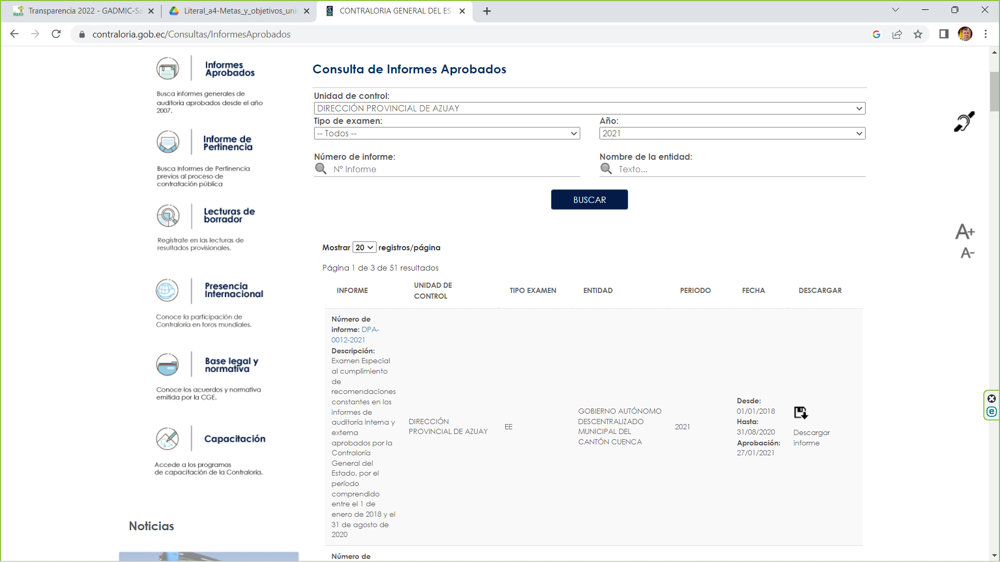 Transparencia 2022 - GADMIC-Sa
Literal_a4-Metas_y_objetivos_uni
CONTRALORIA GENERAL DEL ES
contraloria.gob.ec/Consultas/InformesAprobados
Informes
Aprobados
Busca informes generales de
auditoría aprobados desde el año
2007.
Informe de
Pertinencia
Busca Informes de Pertinencia
previos al proceso de
contratación pública
Lecturas de
borrador
Regístrate en las lecturas de
resultados provisionales.
Presencia
Internacional
Conoce la participación de
Contraloría en foros mundiales.
Base legal y
normativa
Conoce los acuerdos y normativa
emitida por la CGE.
Capacitación
Accede a los programas
de capacitación de la Contraloría.
Noticias
Consulta de Informes Aprobados
Unidad de control:
DIRECCIÓN PROVINCIAL DE AZUAY
Tipo de examen:
-- Todos --
Año:
2021
Número de informe:
Nº Informe
Nombre de la entidad:
Texto...
BUSCAR
Mostrar 20 registros/página
Página 1 de 3 de 51 resultados
INFORME
UNIDAD DE
CONTROL
TIPO EXAMEN
ENTIDAD
PERIODO
FECHA
DESCARGAR
Número de
informe: DPA-
0012-2021
Descripción:
Examen Especial
al cumplimiento
de
recomendaciones
constantes en los
informes de
auditoría interna y
externa
aprobados por la
Contraloría
General del
Estado, por el
período
comprendido
entre el 1 de
enero de 2018 y el
31 de agosto de
2020
DIRECCIÓN
PROVINCIAL DE AZUAY
EE
GOBIERNO AUTÓNOMO
DESCENTRALIZADO
MUNICIPAL DEL
CANTÓN CUENCA
2021
Desde:
01/01/2018
Hasta:
31/08/2020
Aprobación:
27/01/2021
Descargar
informe
Número de
A+
A-